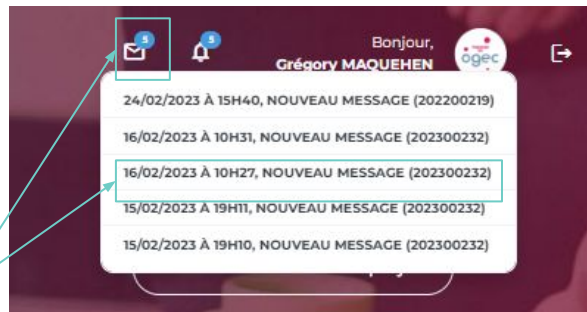 5
5
Bonjour,
Grégory MAQUEHEN
ogec
24/02/2023 À 15H40, NOUVEAU MESSAGE (202200219)
16/02/2023 À 10H31, NOUVEAU MESSAGE (202300232)
16/02/2023 À 10H27, NOUVEAU MESSAGE (202300232)
15/02/2023 À 19H11, NOUVEAU MESSAGE (202300232)
15/02/2023 À 19H10, NOUVEAU MESSAGE (202300232)